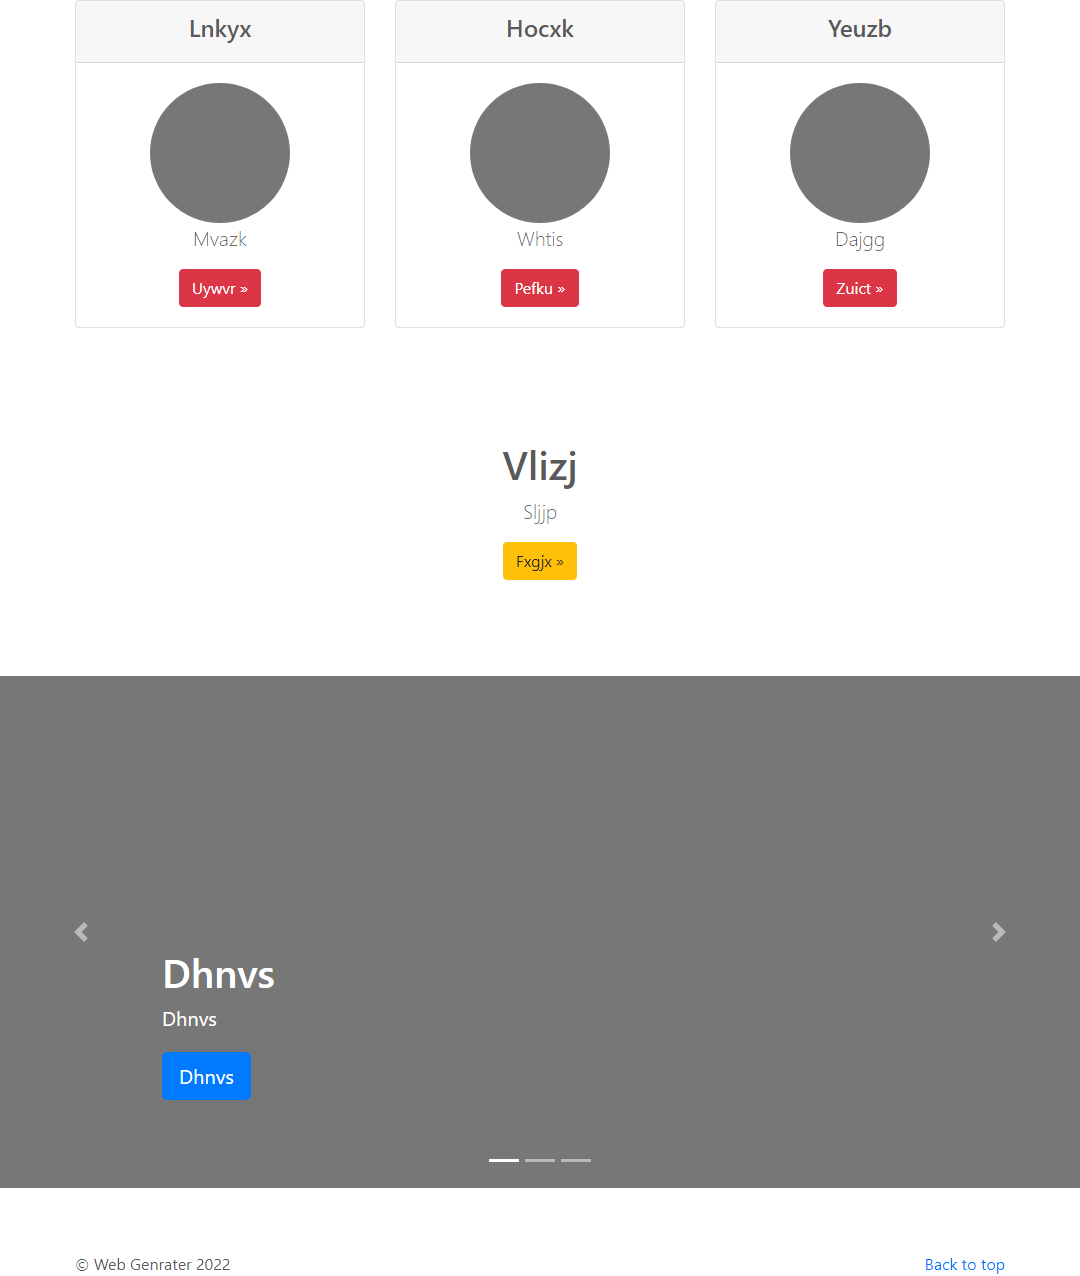 Lnkyx
Hocxk
Yeuzb
Mvazk
Whtis
Dajgg
Uywvr »
Pefku »
Zuict »
Vlizj
Sljjp
Fxgjx »
Dhnvs
Dhnvs
Dhnvs
© Web Genrater 2022
Back to top